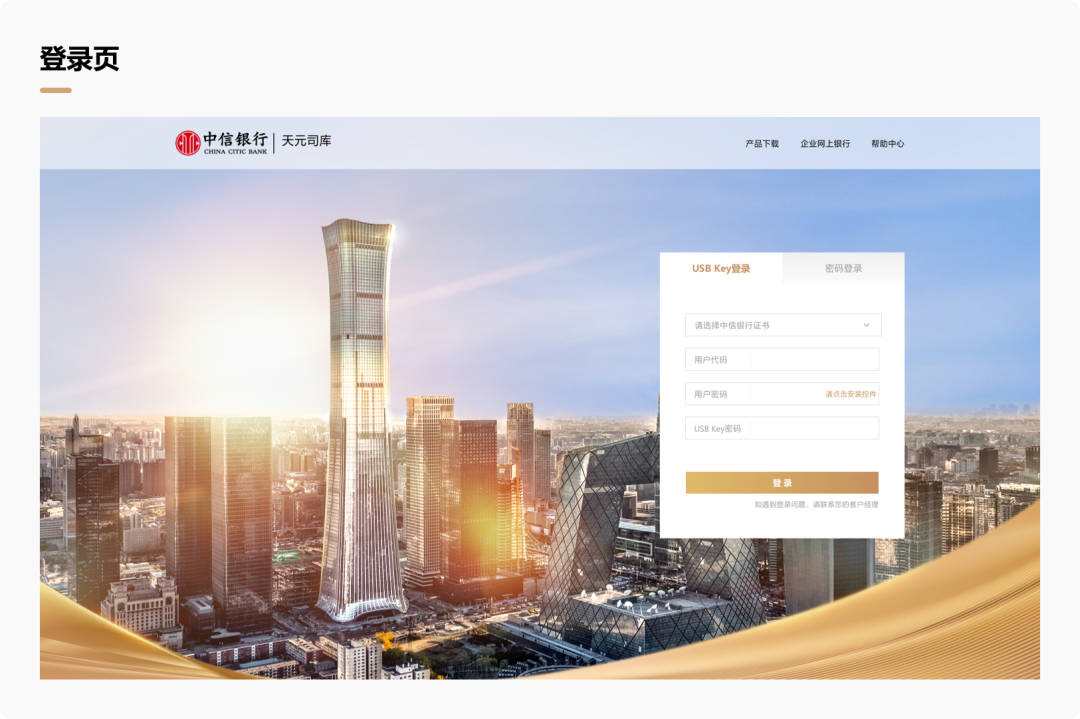 登录页
中信银行
CHINA CITIC BANK
天元司库
产品下载
企业网上银行
帮助中心
USB Key登录
密码登录
请选择中信银行证书
用户代码
用户密码
请点击安装控件
USB Key密码
登 录
如遇到登录问题，请联系您的客户经理